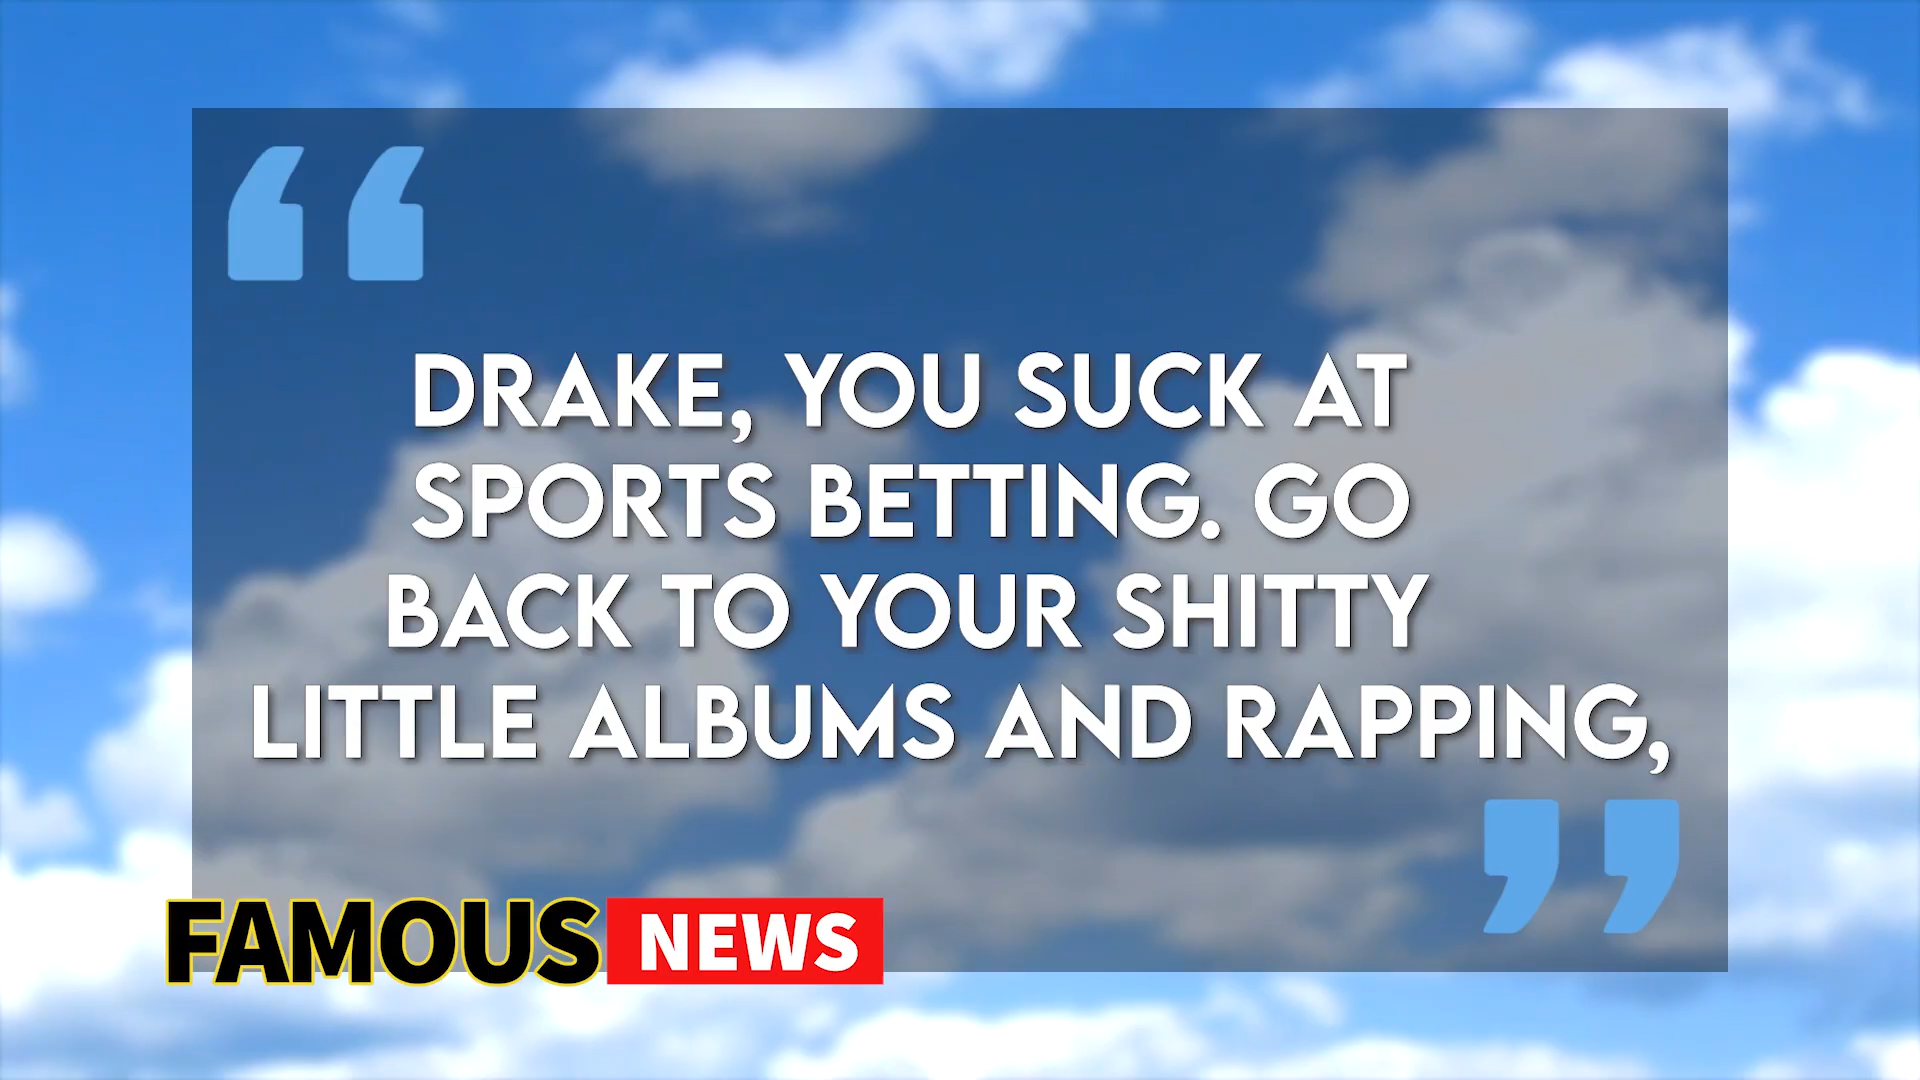 “
DRAKE, YOU SUCK AT
SPORTS BETTING. GO
BACK TO YOUR SHITTY
LITTLE ALBUMS AND RAPPING,
”
FAMOUS NEWS